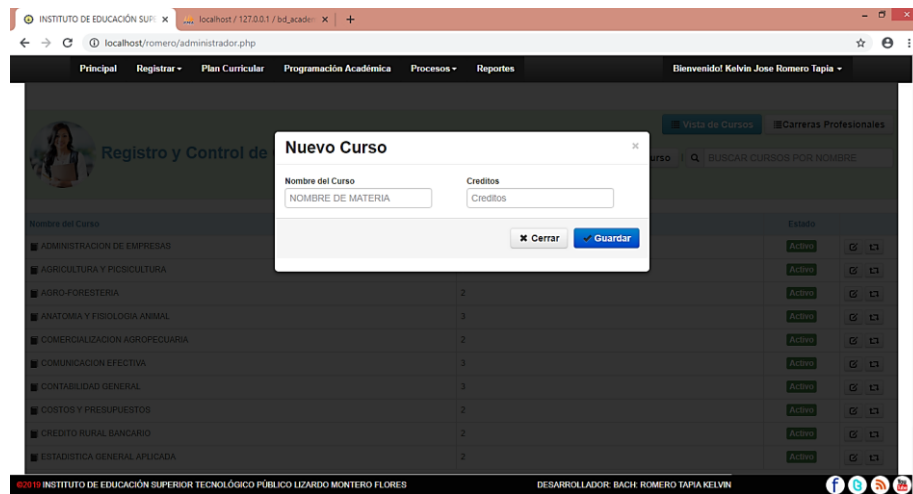 INSTITUTO DE EDUCACIÓN SUPE
localhost / 127.0.0.1 / bd_academ
localhost/romero/administrador.php
Principal Registrar Plan Curricular Programación Académica Procesos Reportes Bienvenido! Kelvin Jose Romero Tapia
Vista de Cursos Carreras Profesionales
Registro y Control de
urso BUSCAR CURSOS POR NOMBRE
Nuevo Curso ×
Nombre del Curso Creditos
NOMBRE DE MATERIA Creditos
Cerrar Guardar
Nombre del Curso Estado
ADMINISTRACION DE EMPRESAS Activo
AGRICULTURA Y PICSICULTURA Activo
AGRO-FORESTERIA 2 Activo
ANATOMIA Y FISIOLOGIA ANIMAL 3 Activo
COMERCIALIZACION AGROPECUARIA 2 Activo
COMUNICACION EFECTIVA 3 Activo
CONTABILIDAD GENERAL 3 Activo
COSTOS Y PRESUPUESTOS 2 Activo
CREDITO RURAL BANCARIO 2 Activo
ESTADISTICA GENERAL APLICADA 2 Activo
©2019 INSTITUTO DE EDUCACIÓN SUPERIOR TECNOLÓGICO PÚBLICO LIZARDO MONTERO FLORES DESARROLLADOR: BACH: ROMERO TAPIA KELVIN